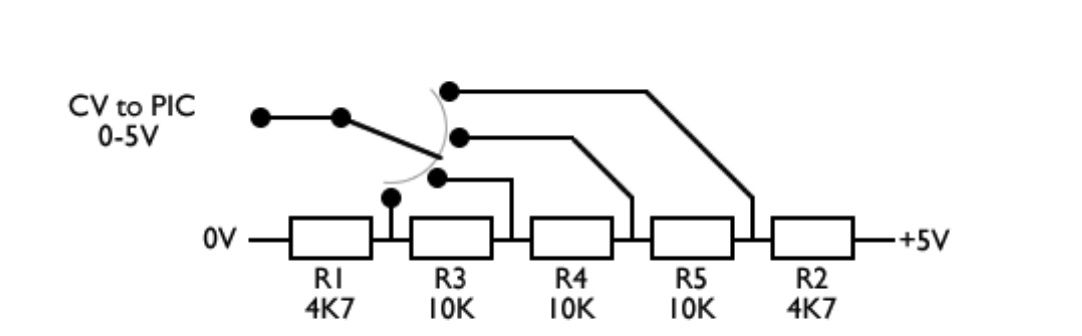 CV to PIC
0-5V
0V
+5V
R1
R3
R4
R5
R2
4K7
10K
10K
10K
4K7